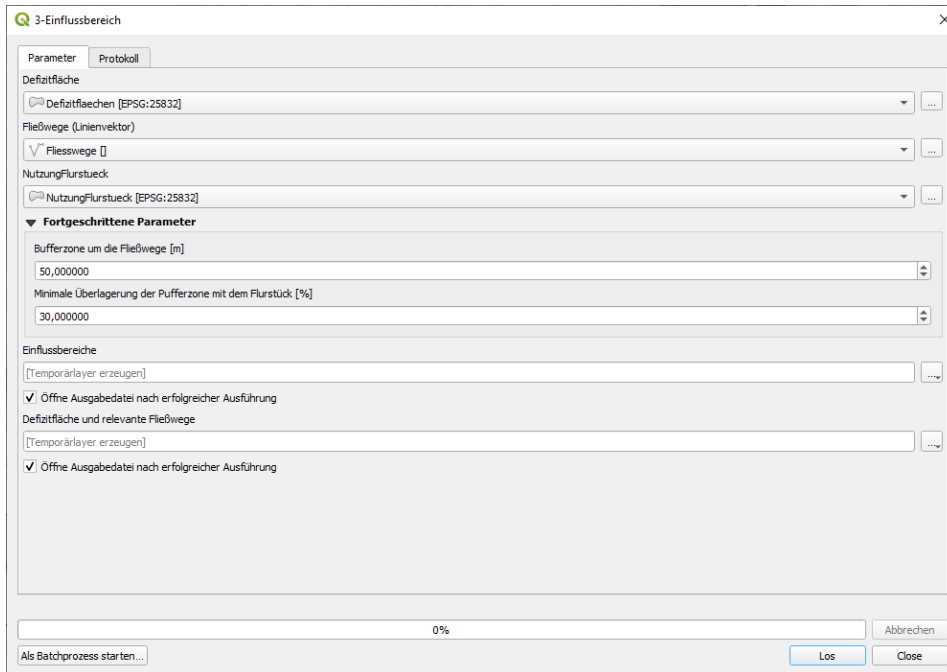 3-Einflussbereich
Parameter
Protokoll
Defizitfläche
Defizitflaechen [EPSG:25832]
...
Fließwege (Linienvektor)
Fliesswege []
...
NutzungFlurstueck
NutzungFlurstueck [EPSG:25832]
...
Fortgeschrittene Parameter
Bufferzone um die Fließwege [m]
50,000000
Minimale Überlagerung der Pufferzone mit dem Flurstück [%]
30,000000
Einflussbereiche
[Temporärlayer erzeugen]
...
Öffne Ausgabedatei nach erfolgreicher Ausführung
Defizitfläche und relevante Fließwege
[Temporärlayer erzeugen]
...
Öffne Ausgabedatei nach erfolgreicher Ausführung
0%
Abbrechen
Als Batchprozess starten...
Los
Close